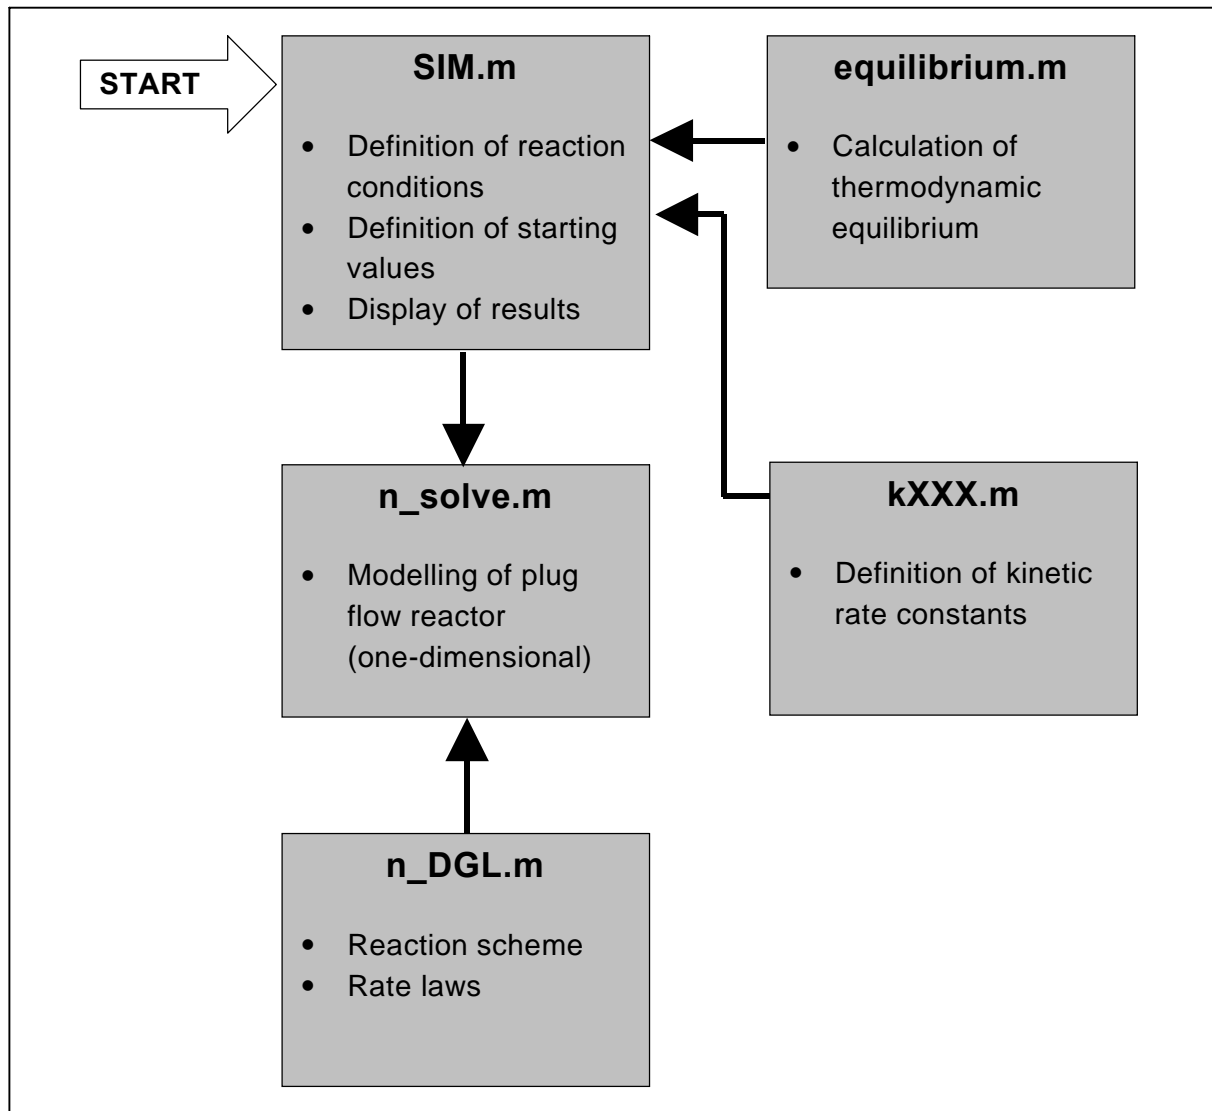 START
SIM.m
• Definition of reaction
conditions
• Definition of starting
values
• Display of results
equilibrium.m
• Calculation of
thermodynamic
equilibrium
n_solve.m
• Modelling of plug
flow reactor
(one-dimensional)
kXXX.m
• Definition of kinetic
rate constants
n_DGL.m
• Reaction scheme
• Rate laws